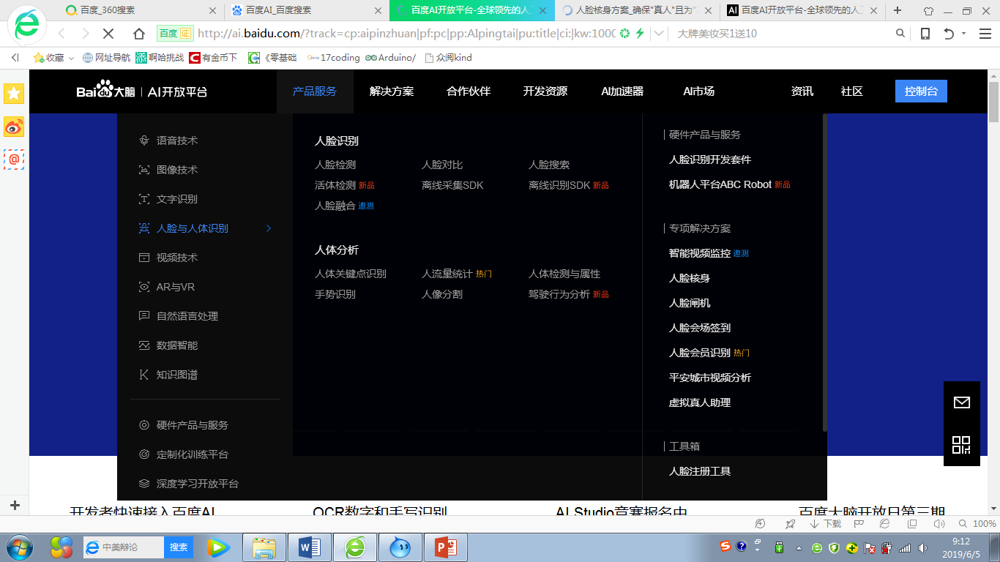 百度_360搜索
百度AI_百度搜索
百度AI开放平台-全球领先的人工
人脸核身方案_确保"真人"且为"
百度AI开放平台-全球领先的人工
百度 证 http://ai.baidu.com/?track=cp:aipinzhuan|pf:pc|pp:AIpingtai|pu:title|ci:|kw:1000
大牌美妆买1送10
收藏 网址导航 啊哈挑战 有金币下 《零基础 17coding Arduino/ 众阅kind
Bai du 大脑 | AI开放平台
产品服务 解决方案 合作伙伴 开发资源 AI加速器 AI市场 资讯 社区 控制台
语音技术
图像技术
文字识别
人脸与人体识别
视频技术
AR与VR
自然语言处理
数据智能
知识图谱
硬件产品与服务
定制化训练平台
深度学习开放平台
人脸识别
人脸检测 人脸对比 人脸搜索
活体检测 新品 离线采集SDK 离线识别SDK 新品
人脸融合 邀测
人体分析
人体关键点识别 人流量统计 热门 人体检测与属性
手势识别 人像分割 驾驶行为分析 新品
硬件产品与服务
人脸识别开发套件
机器人平台ABC Robot 新品
专项解决方案
智能视频监控 邀测
人脸核身
人脸闸机
人脸会场签到
人脸会员识别 热门
平安城市视频分析
虚拟真人助理
工具箱
人脸注册工具
开发者快速接入百度AI OCR数字和手写识别 AI Studio竞赛报名中 百度大脑开放日第三期
下载 100%
中美辩论 搜索
9:12
2019/6/5